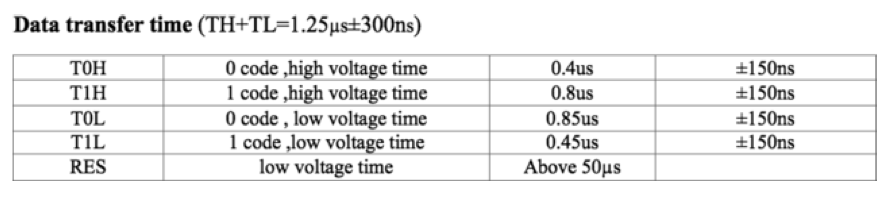 Data transfer time (TH+TL=1.25μs±300ns)
T0H 0 code ,high voltage time 0.4us ±150ns
T1H 1 code ,high voltage time 0.8us ±150ns
T0L 0 code , low voltage time 0.85us ±150ns
T1L 1 code ,low voltage time 0.45us ±150ns
RES low voltage time Above 50μs